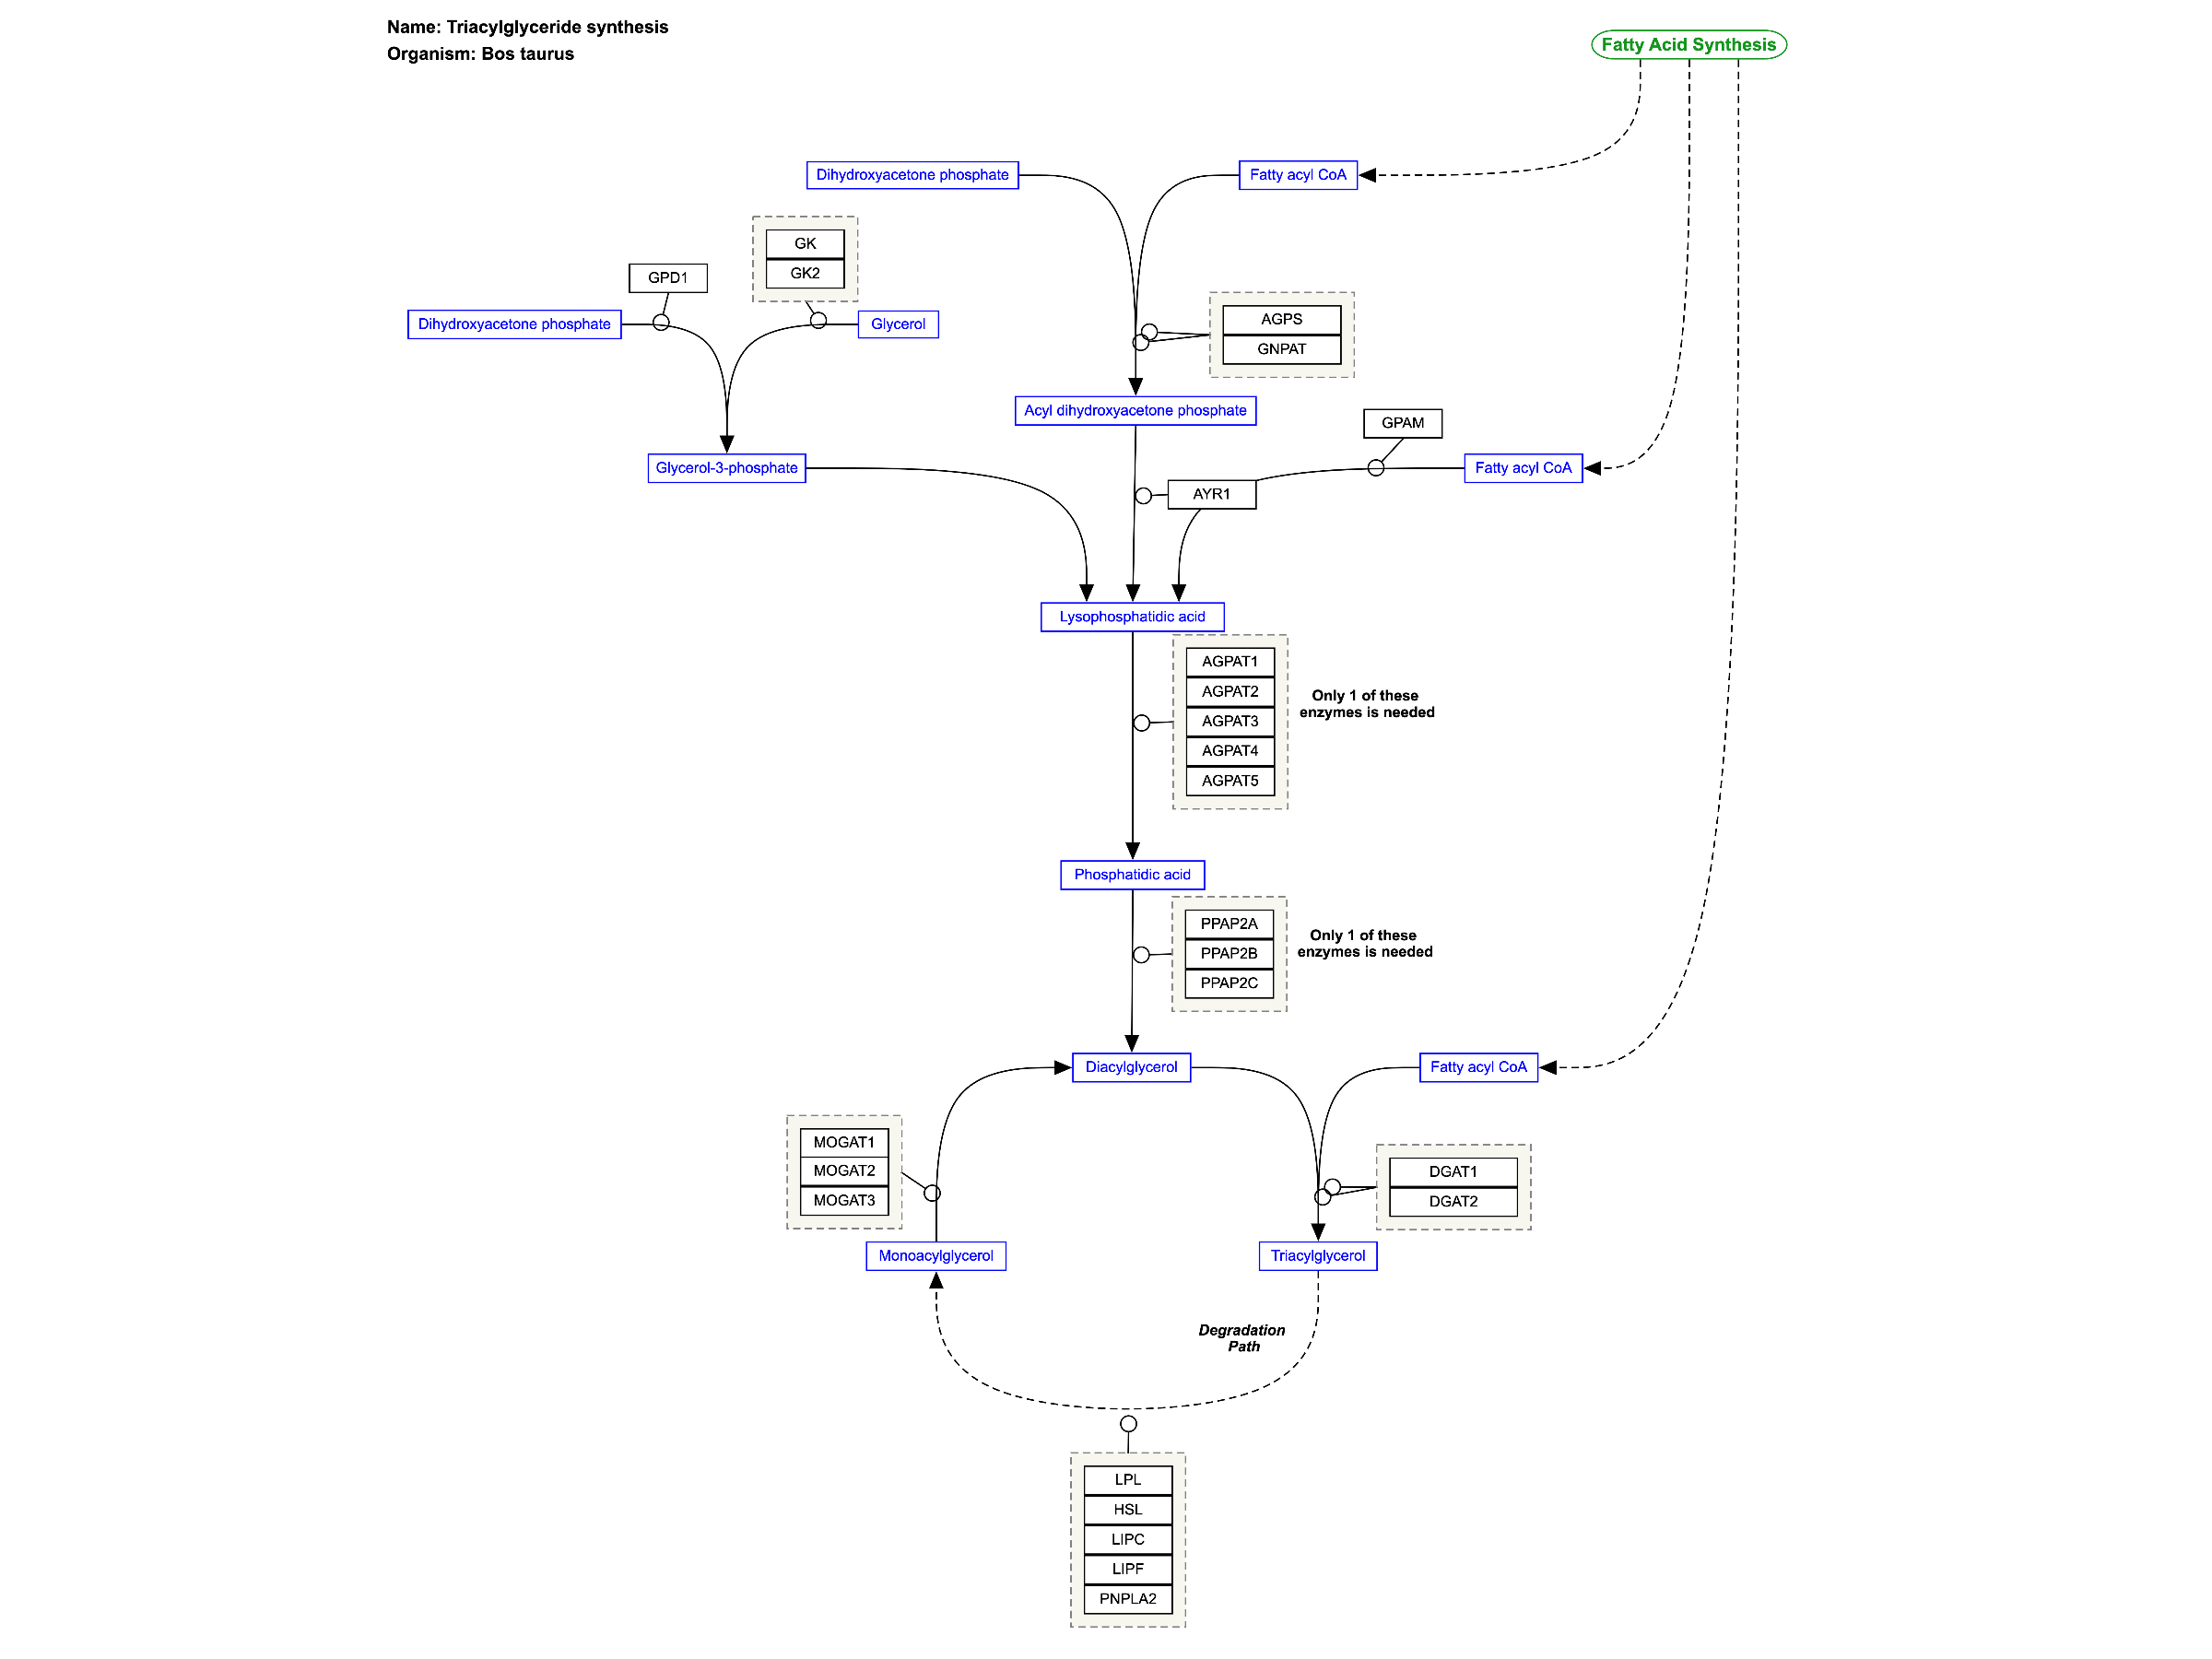 Name: Triacylglyceride synthesis
Organism: Bos taurus
Fatty Acid Synthesis
Dihydroxyacetone phosphate
Fatty acyl CoA
GK
GK2
GPD1
Dihydroxyacetone phosphate
Glycerol
AGPS
GNPAT
Acyl dihydroxyacetone phosphate
GPAM
Glycerol-3-phosphate
Fatty acyl CoA
AYR1
Lysophosphatidic acid
AGPAT1
AGPAT2
AGPAT3
AGPAT4
AGPAT5
Only 1 of these
enzymes is needed
Phosphatidic acid
PPAP2A
PPAP2B
PPAP2C
Only 1 of these
enzymes is needed
Diacylglycerol
Fatty acyl CoA
MOGAT1
MOGAT2
MOGAT3
DGAT1
DGAT2
Monoacylglycerol
Triacylglycerol
Degradation
Path
LPL
HSL
LIPC
LIPF
PNPLA2